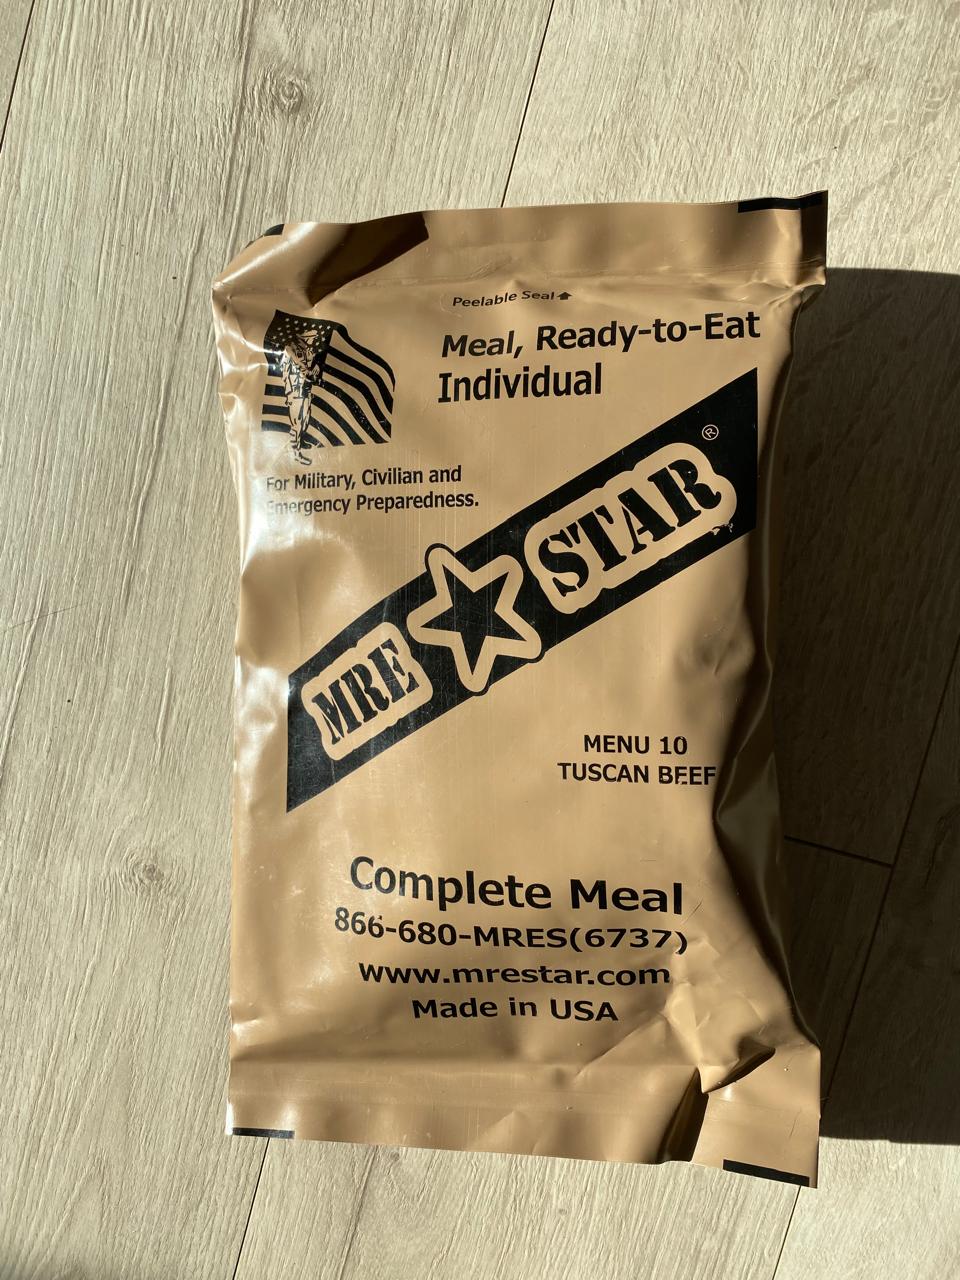 Peelable Seal
Meal, Ready-to-Eat
Individual
For Military, Civilian and
Emergency Preparedness.
MRE STAR ®
MENU 10
TUSCAN BEEF
Complete Meal
866-680-MRES(6737)
www.mrestar.com
Made in USA